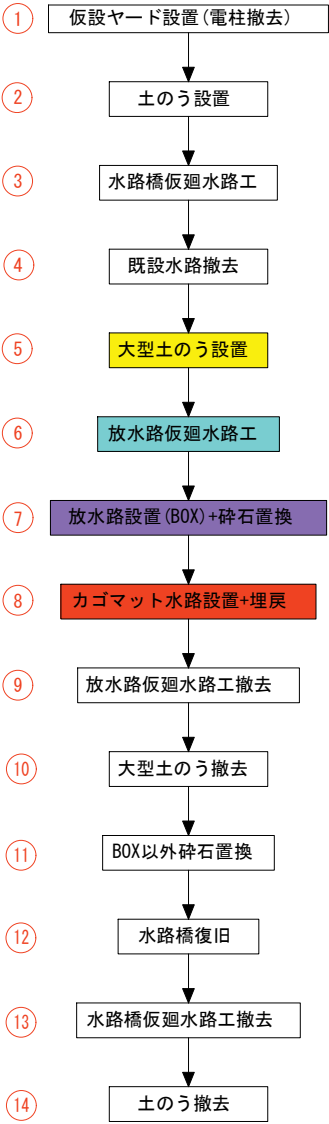 ① 仮設ヤード設置(電柱撤去)
② 土のう設置
③ 水路橋仮廻水路工
④ 既設水路撤去
⑤ 大型土のう設置
⑥ 放水路仮廻水路工
⑦ 放水路設置(BOX)+砕石置換
⑧ カゴマット水路設置+埋戻
⑨ 放水路仮廻水路工撤去
⑩ 大型土のう撤去
⑪ BOX以外砕石置換
⑫ 水路橋復旧
⑬ 水路橋仮廻水路工撤去
⑭ 土のう撤去